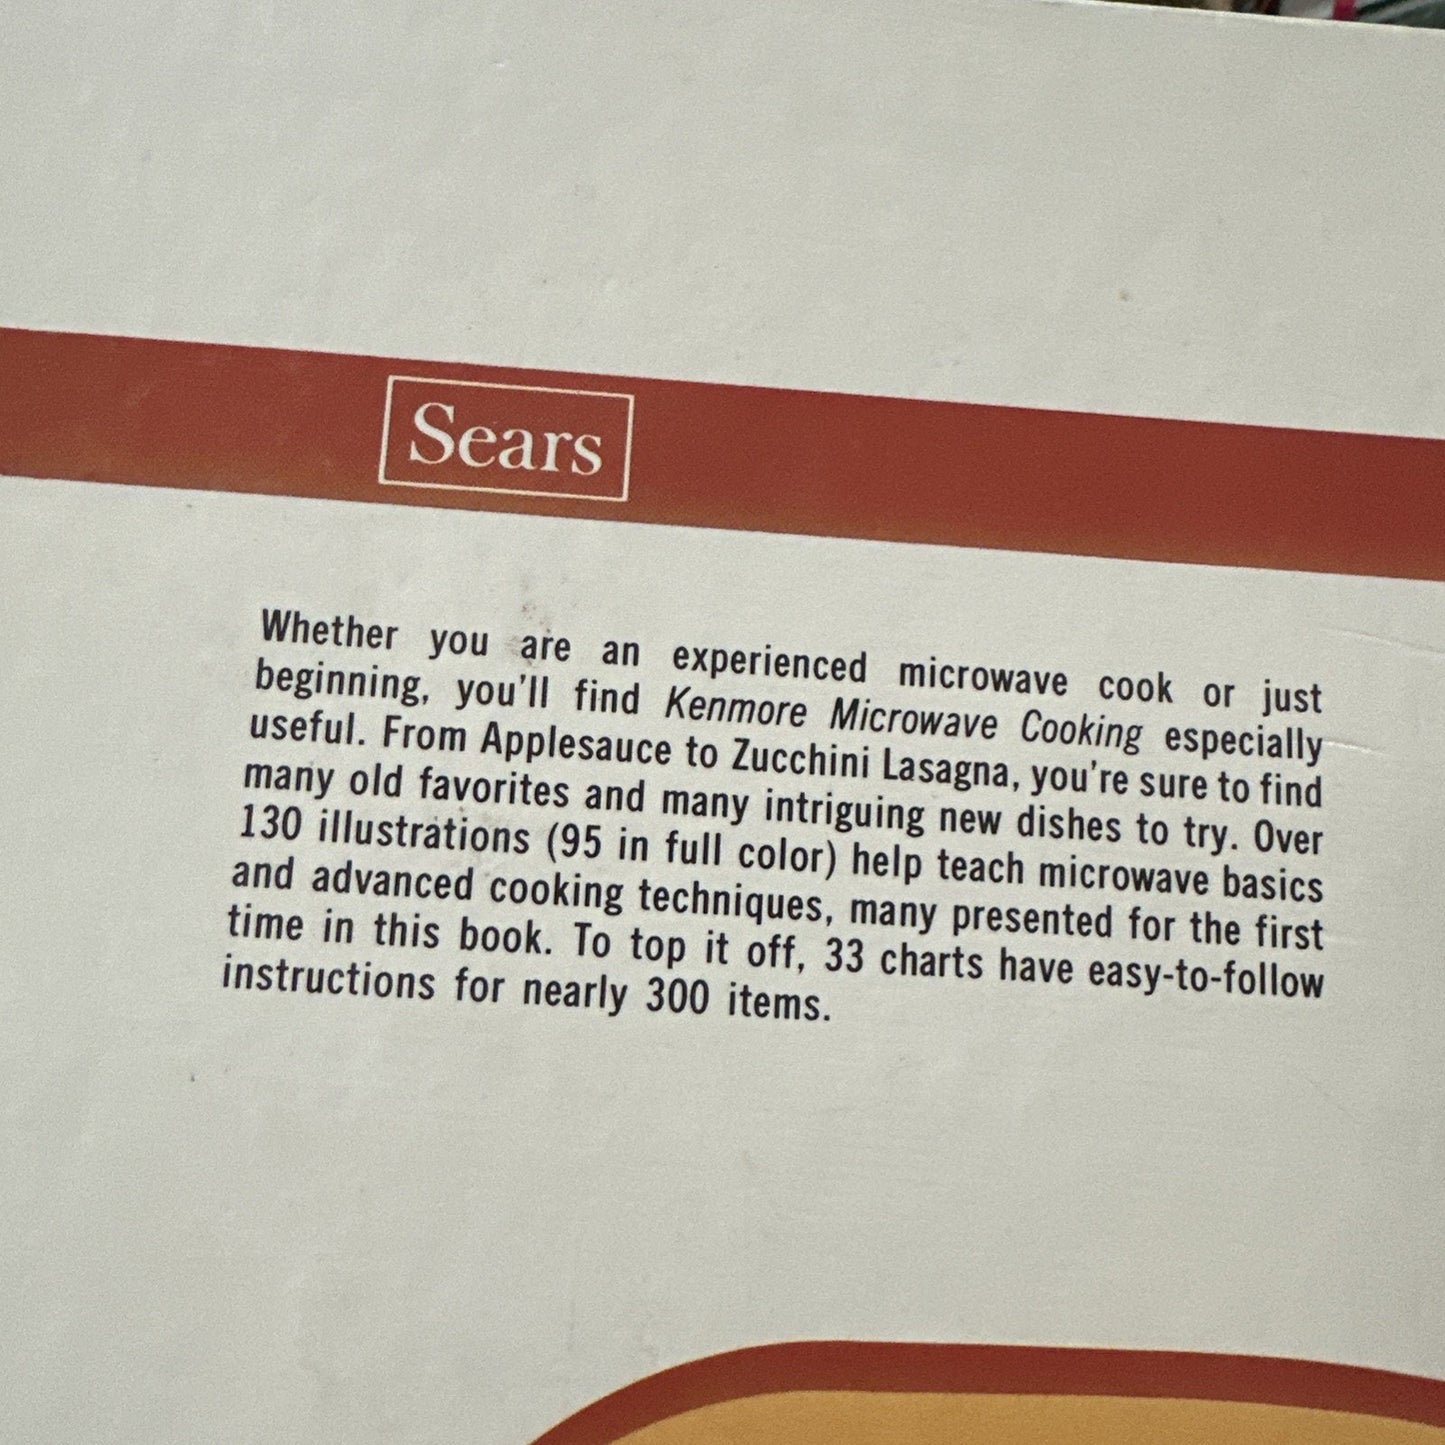 Sears
Whether you are an experienced microwave cook or just
beginning, you'll find Kenmore Microwave Cooking especially
useful. From Applesauce to Zucchini Lasagna, you're sure to find
many old favorites and many intriguing new dishes to try. Over
130 illustrations (95 in full color) help teach microwave basics
and advanced cooking techniques, many presented for the first
time in this book. To top it off, 33 charts have easy-to-follow
instructions for nearly 300 items.